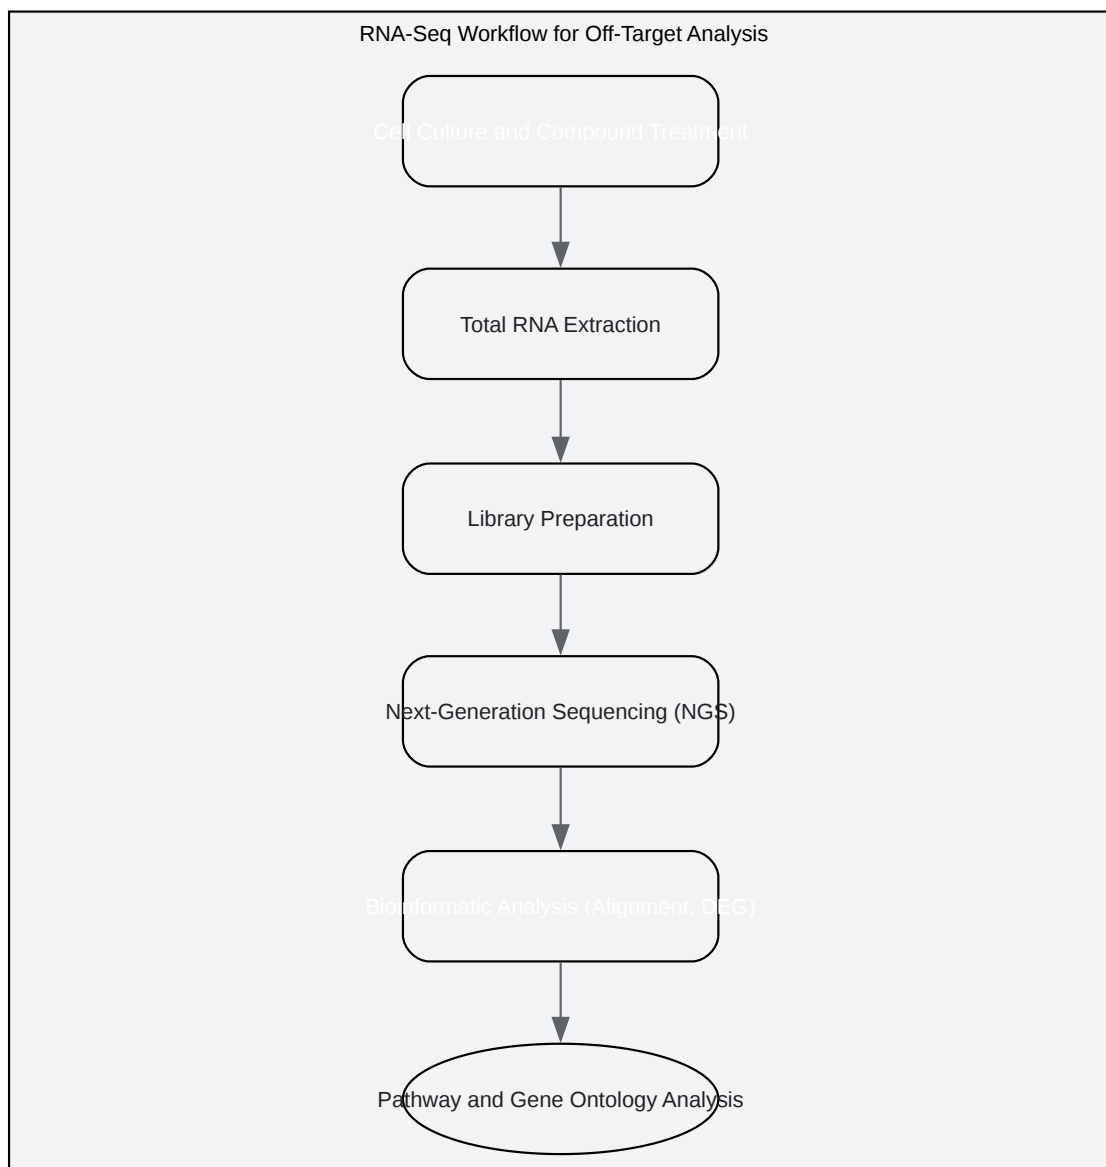 RNA-Seq Workflow for Off-Target Analysis
Cell Culture and Compound Treatment
Total RNA Extraction
Library Preparation
Next-Generation Sequencing (NGS)
Bioinformatic Analysis (Alignment, DEG)
Pathway and Gene Ontology Analysis